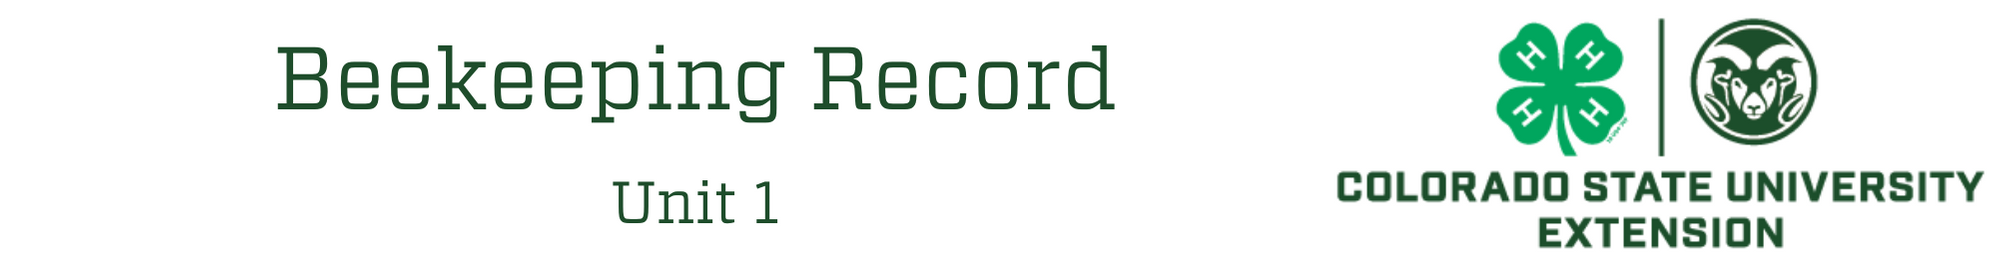 Beekeeping Record
Unit 1
H H
H H
COLORADO STATE UNIVERSITY
EXTENSION